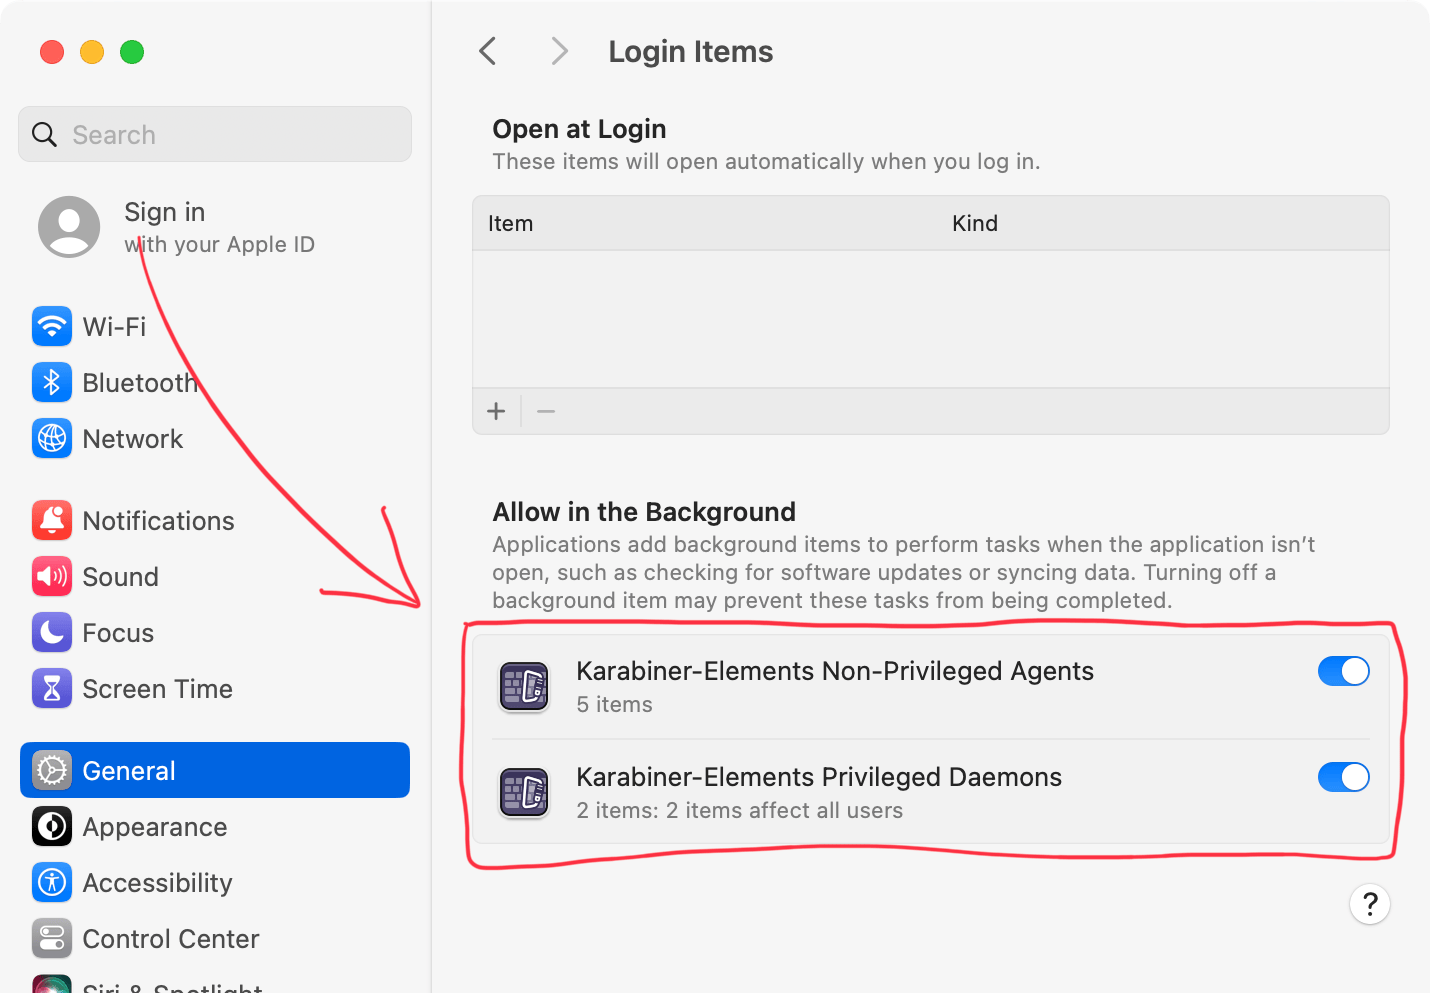 Login Items
Search
Sign in
with your Apple ID
Wi-Fi
Bluetooth
Network
Notifications
Sound
Focus
Screen Time
General
Appearance
Accessibility
Control Center
Siri & Spotlight
Open at Login
These items will open automatically when you log in.
Item Kind
Allow in the Background
Applications add background items to perform tasks when the application isn’t
open, such as checking for software updates or syncing data. Turning off a
background item may prevent these tasks from being completed.
Karabiner-Elements Non-Privileged Agents
5 items
Karabiner-Elements Privileged Daemons
2 items: 2 items affect all users
?